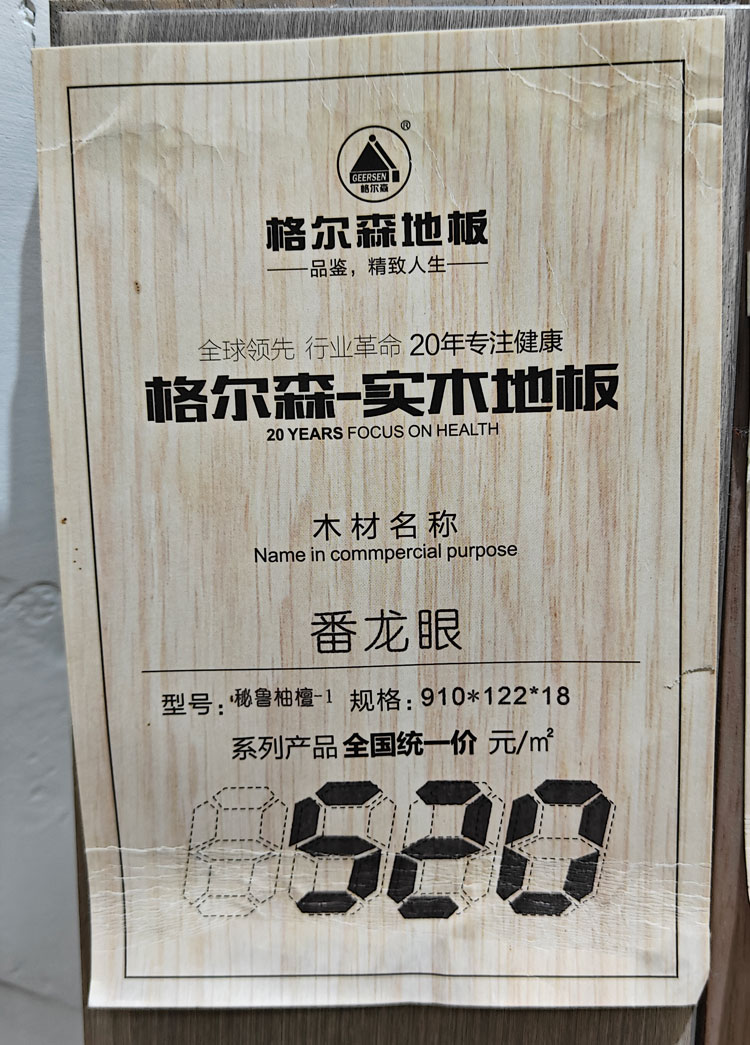 ®
GEERSEN
格尔森
格尔森地板
——品鉴，精致人生——
全球领先 行业革命 20年专注健康
格尔森-实木地板
20 YEARS FOCUS ON HEALTH
木材名称
Name in commpercial purpose
番龙眼
型号：秘鲁柚檀-1 规格：910*122*18
系列产品全国统一价 元/㎡
520